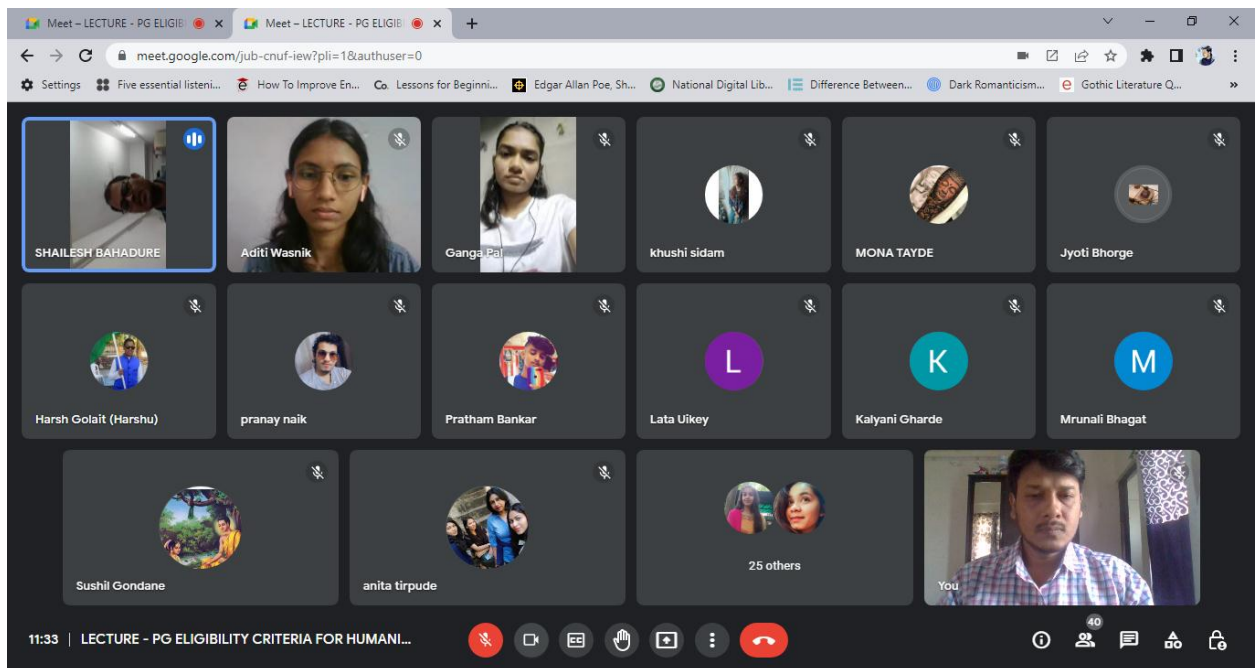 Meet – LECTURE - PG ELIGIB
Meet – LECTURE - PG ELIGIB
meet.google.com/jub-cnuf-iew?pli=1&authuser=0
Settings
Five essential listeni...
How To Improve En...
Co. Lessons for Beginni...
Edgar Allan Poe, Sh...
National Digital Lib...
Difference Between...
Dark Romanticism...
e Gothic Literature Q...
SHAILESH BAHADURE
Aditi Wasnik
Ganga Pal
khushi sidam
MONA TAYDE
Jyoti Bhorge
Harsh Golait (Harshu)
pranay naik
Pratham Bankar
L
Lata Uikey
K
Kalyani Gharde
M
Mrunali Bhagat
Sushil Gondane
anita tirpude
25 others
You
11:33 | LECTURE - PG ELIGIBILITY CRITERIA FOR HUMANI...
CC
40